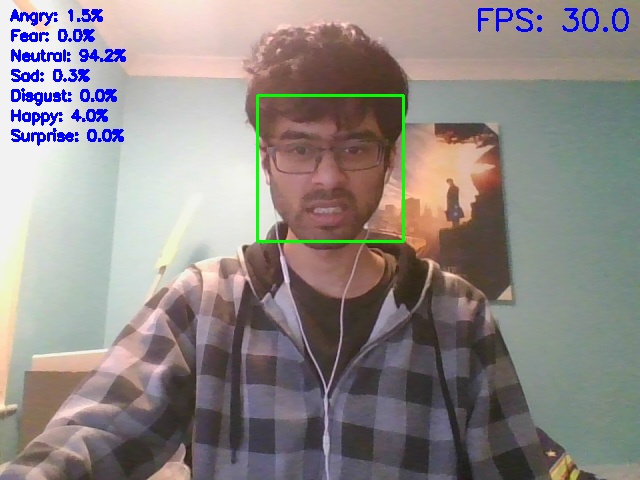 Angry: 1.5%
Fear: 0.0%
Neutral: 94.2%
Sad: 0.3%
Disgust: 0.0%
Happy: 4.0%
Surprise: 0.0%
FPS: 30.0